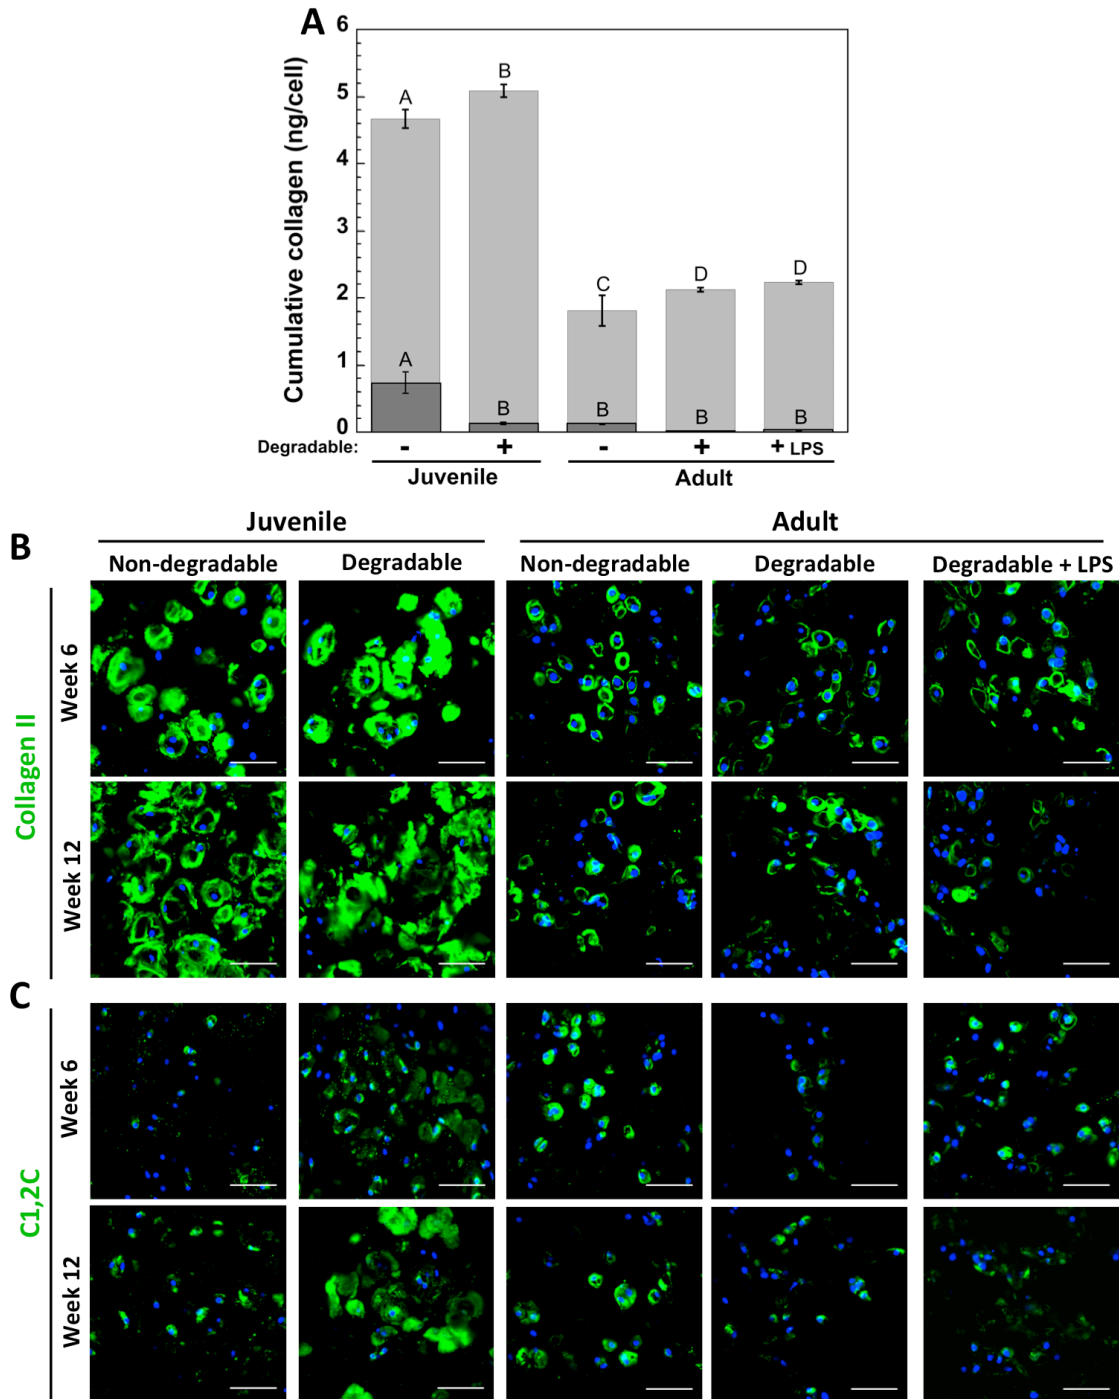 A
Cumulative collagen (ng/cell)
6
5
4
3
2
1
0
A
B
C
D
D
A
B
B
B
B
Degradable: - + - + + LPS
Juvenile Adult
B
Juvenile Adult
Non-degradable Degradable Non-degradable Degradable Degradable + LPS
Collagen II
Week 6
Week 12
C
C1,2C
Week 6
Week 12